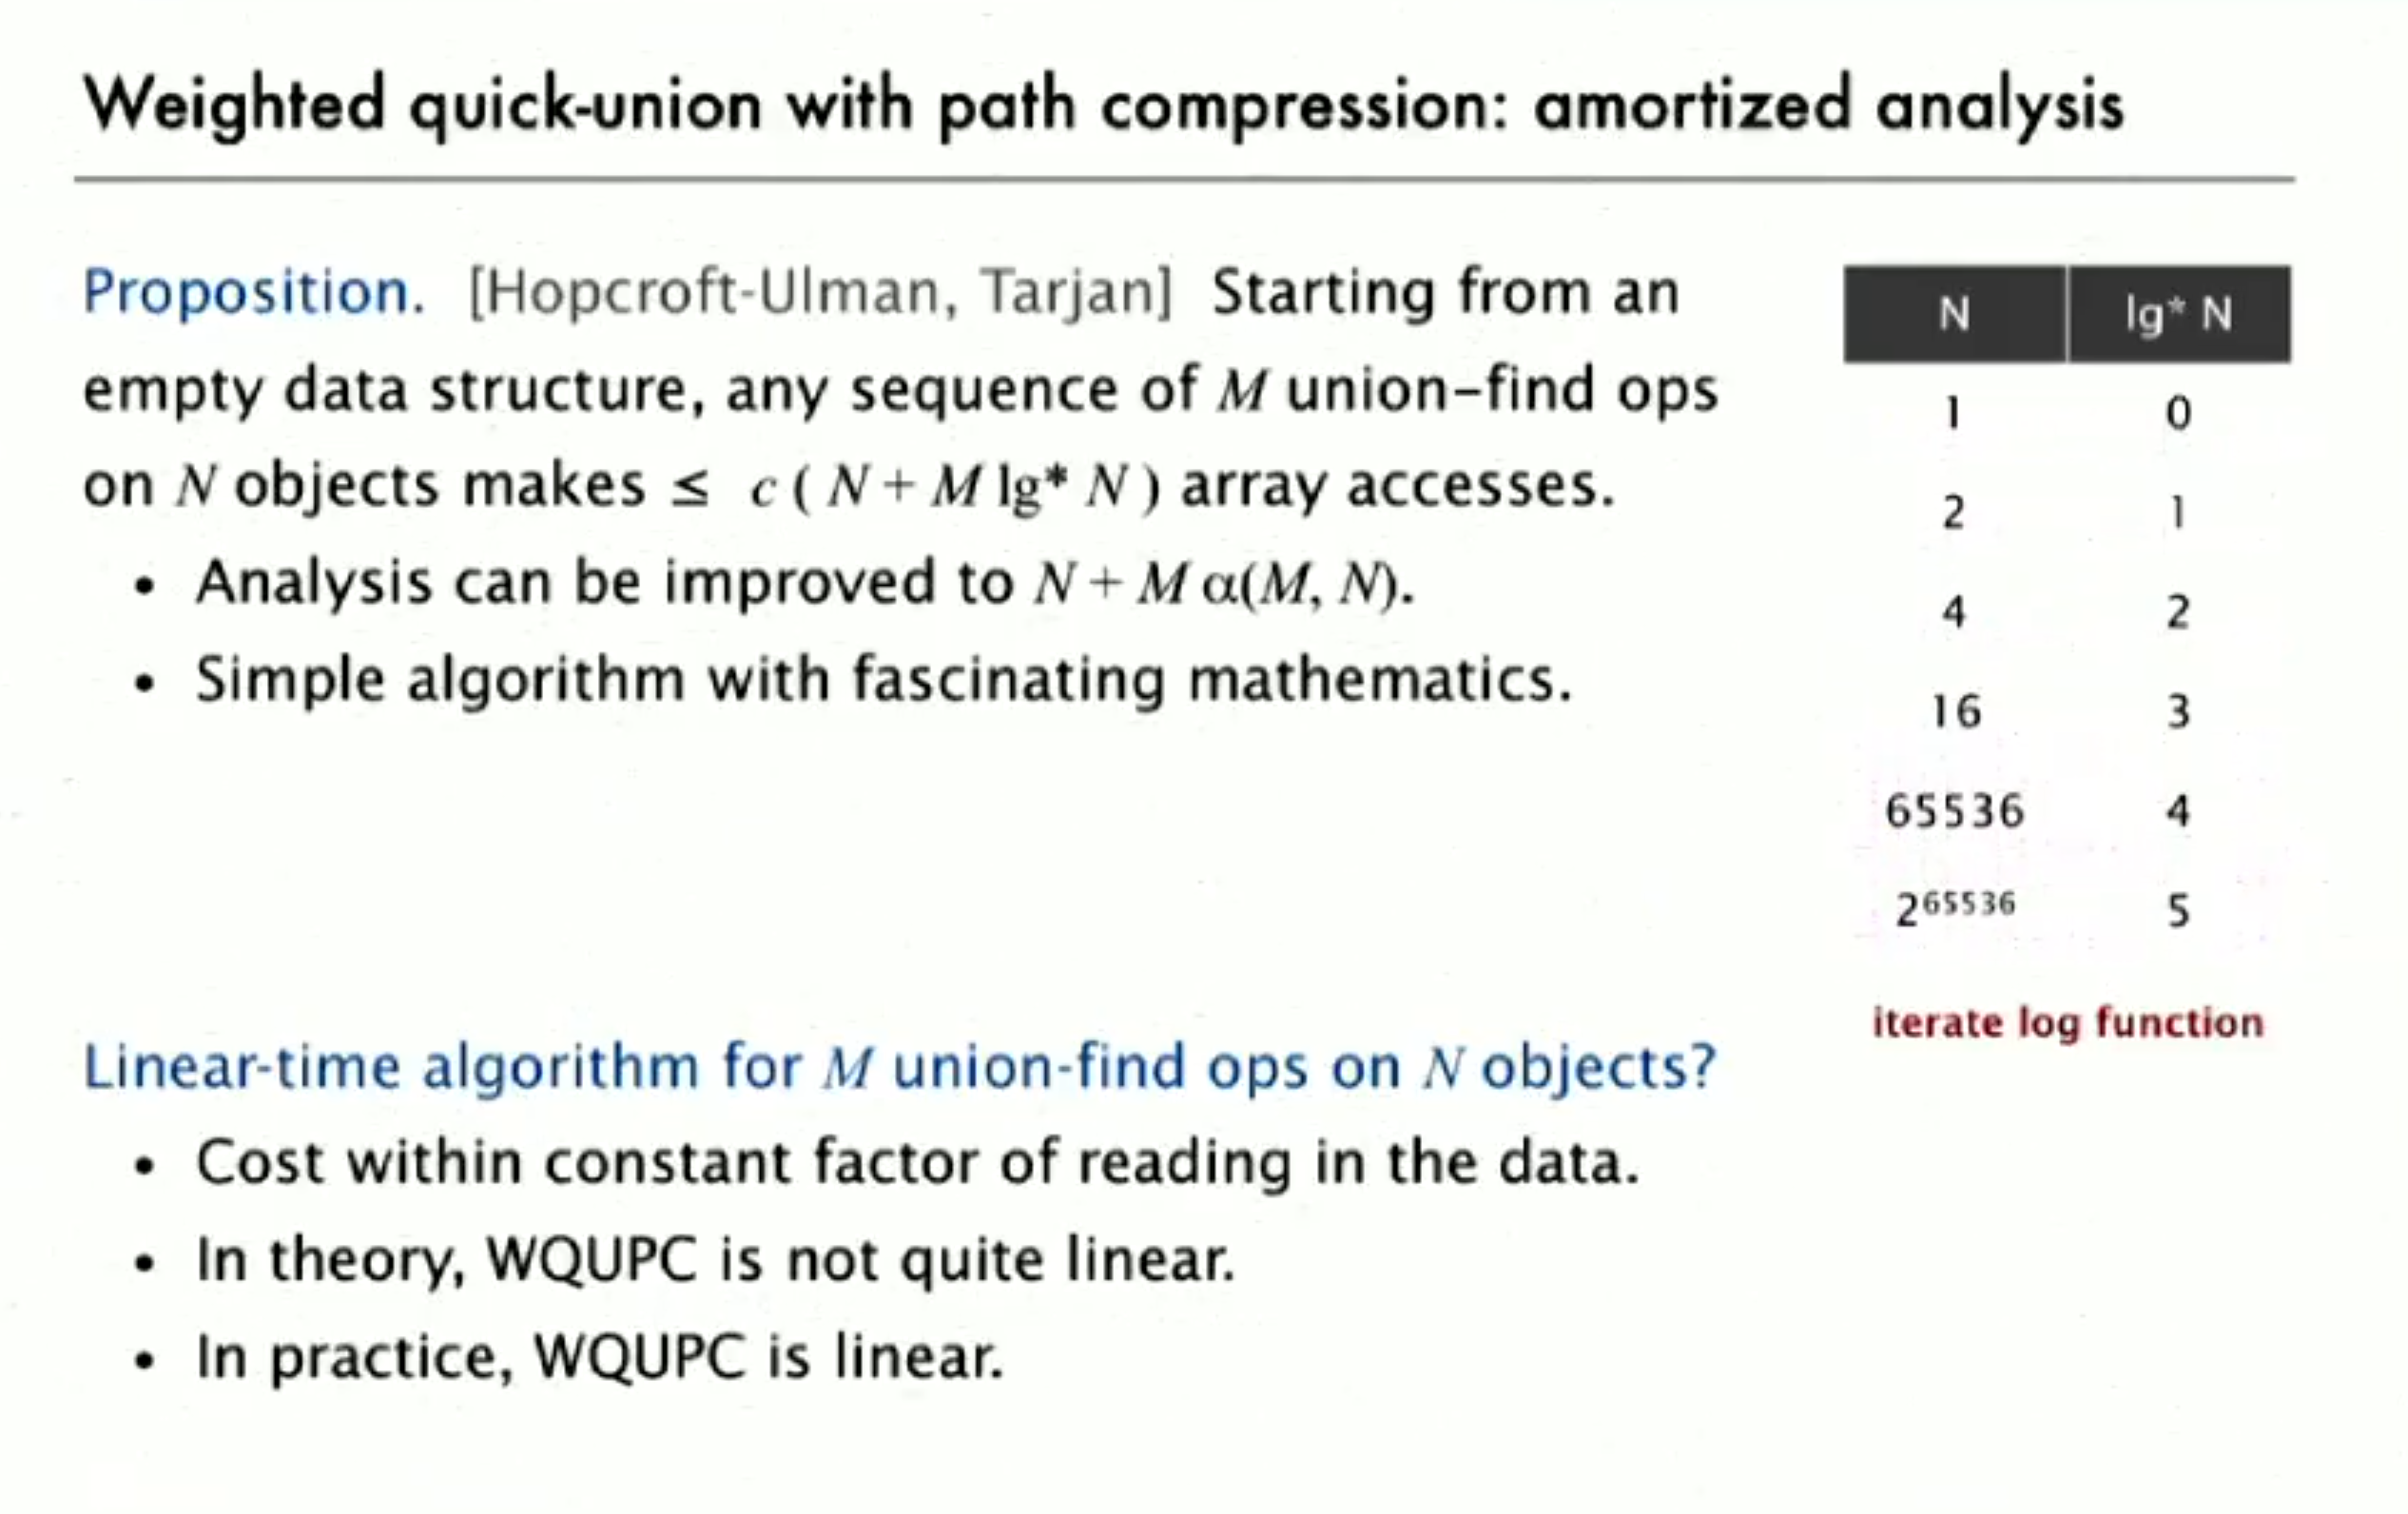 Weighted quick-union with path compression: amortized analysis
Proposition. [Hopcroft-Ulman, Tarjan] Starting from an
empty data structure, any sequence of M union–find ops
on N objects makes ≤ c ( N + M lg* N ) array accesses.
• Analysis can be improved to N + M α(M, N).
• Simple algorithm with fascinating mathematics.
N lg* N
1 0
2 1
4 2
16 3
65536 4
2⁶⁵⁵³⁶ 5
iterate log function
Linear-time algorithm for M union-find ops on N objects?
• Cost within constant factor of reading in the data.
• In theory, WQUPC is not quite linear.
• In practice, WQUPC is linear.